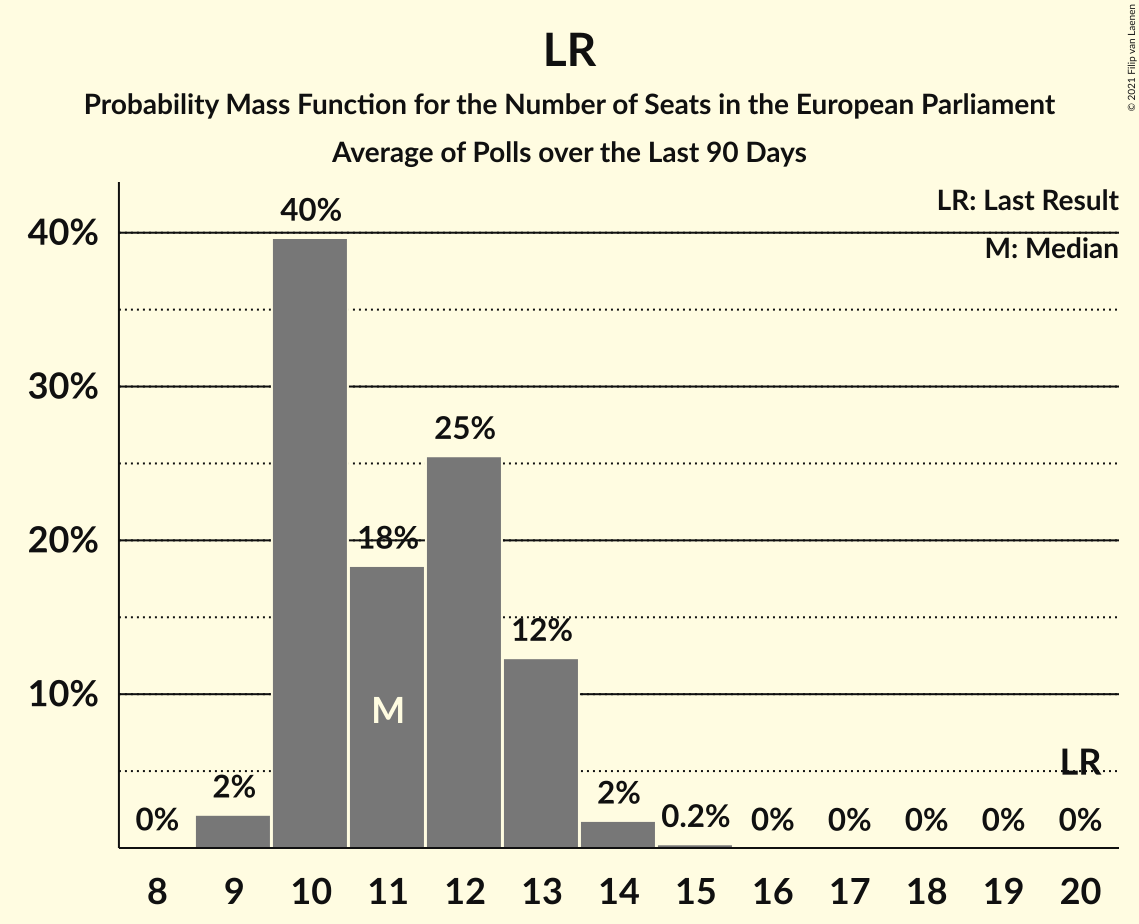 LR
Probability Mass Function for the Number of Seats in the European Parliament
Average of Polls over the Last 90 Days
© 2021 Filip van Laenen
LR: Last Result
M: Median
40%
30%
20%
10%
0%
2%
40%
18%
25%
12%
2%
0.2%
0%
0%
0%
0%
0%
M
LR
8 9 10 11 12 13 14 15 16 17 18 19 20